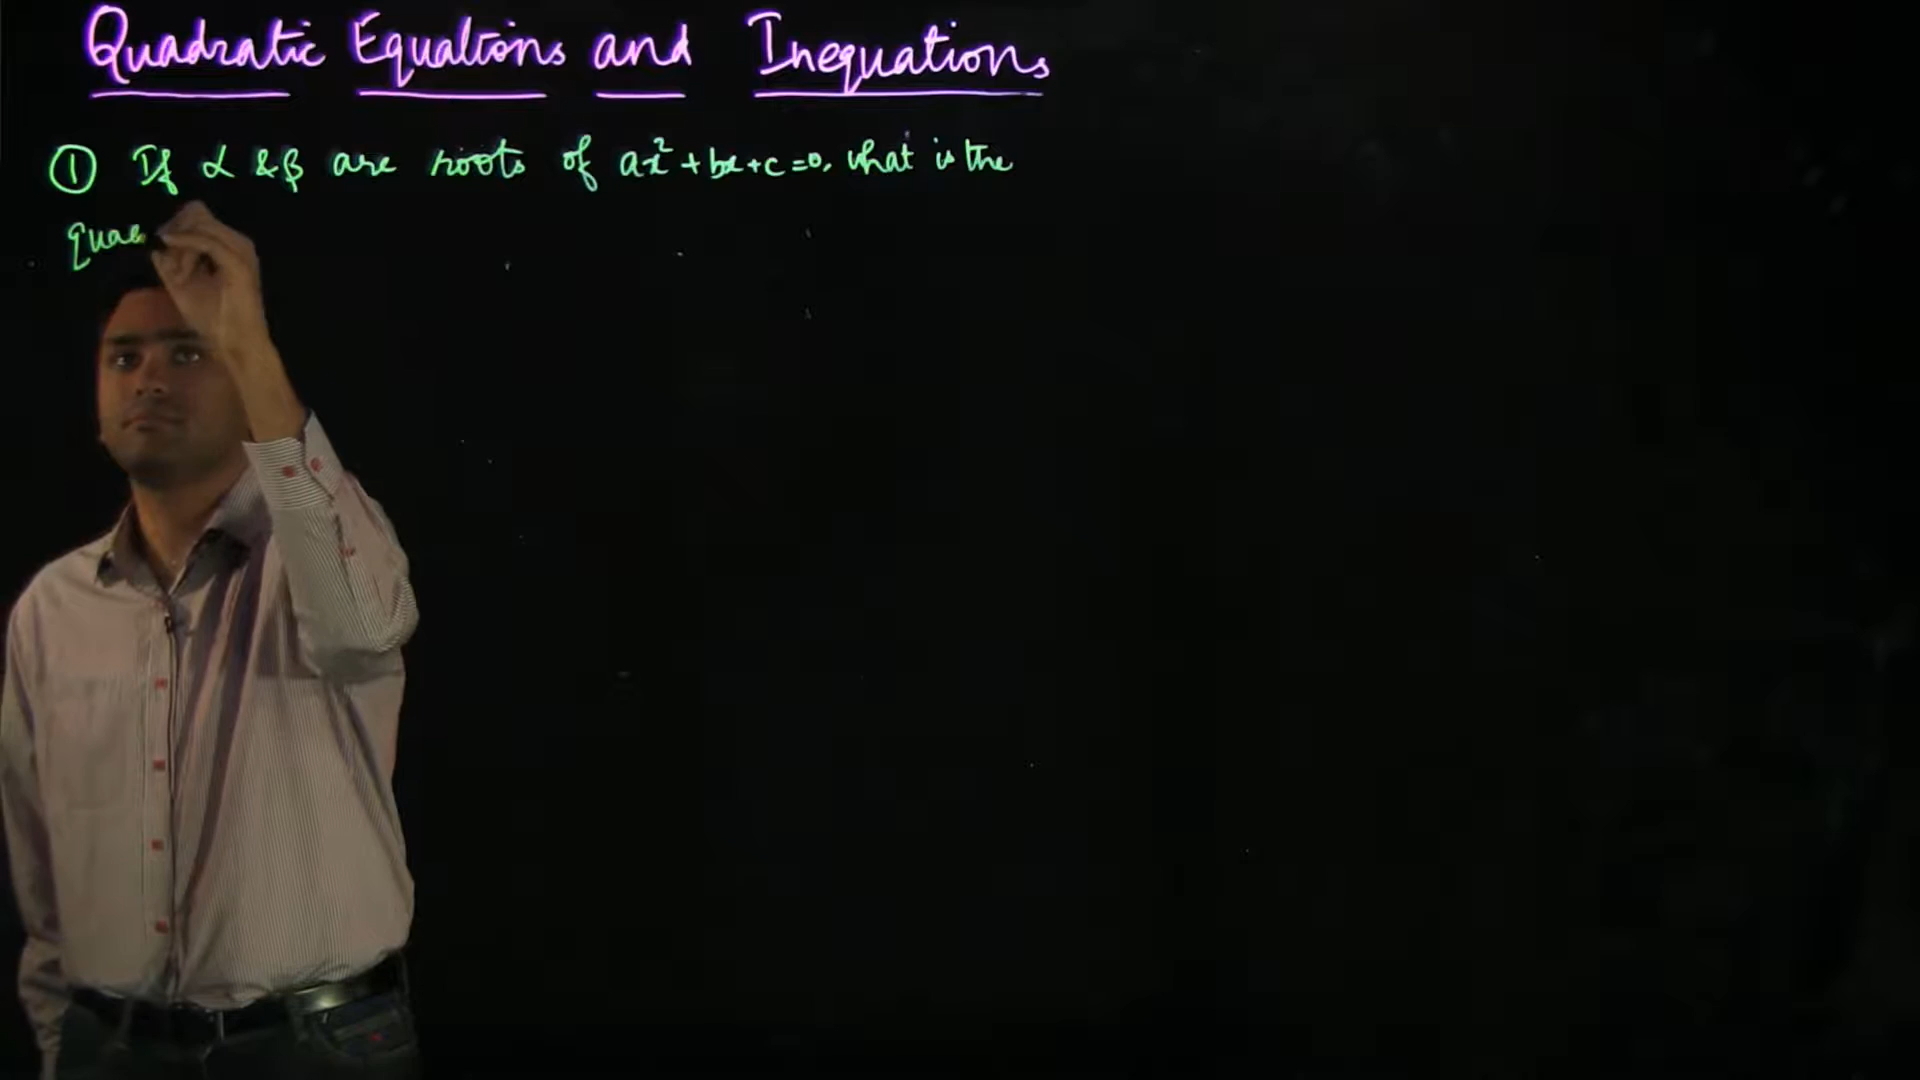 Quadratic Equations and Inequations
① If α & β are roots of ax²+bx+c=0, what is the